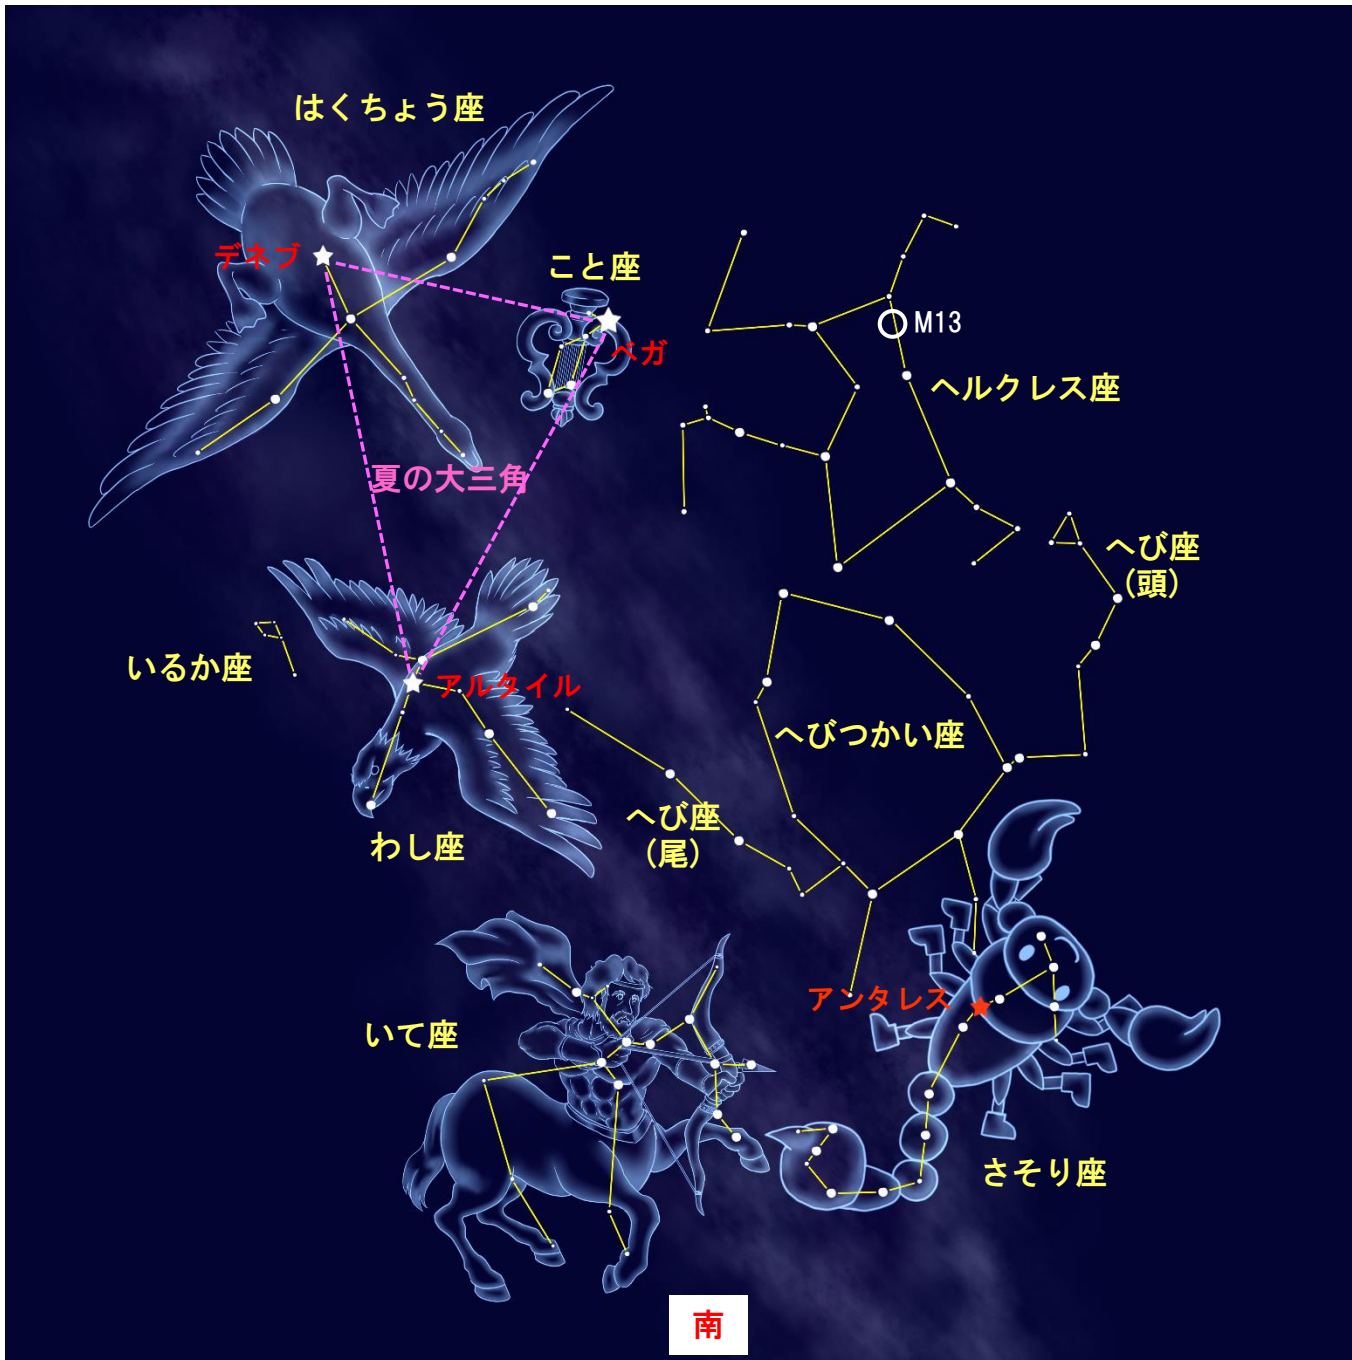 はくちょう座
デネブ
こと座
ベガ
M13
ヘルクレス座
夏の大三角
へび座
(頭)
いるか座
アルタイル
へびつかい座
へび座
(尾)
わし座
アンタレス
いて座
さそり座
南